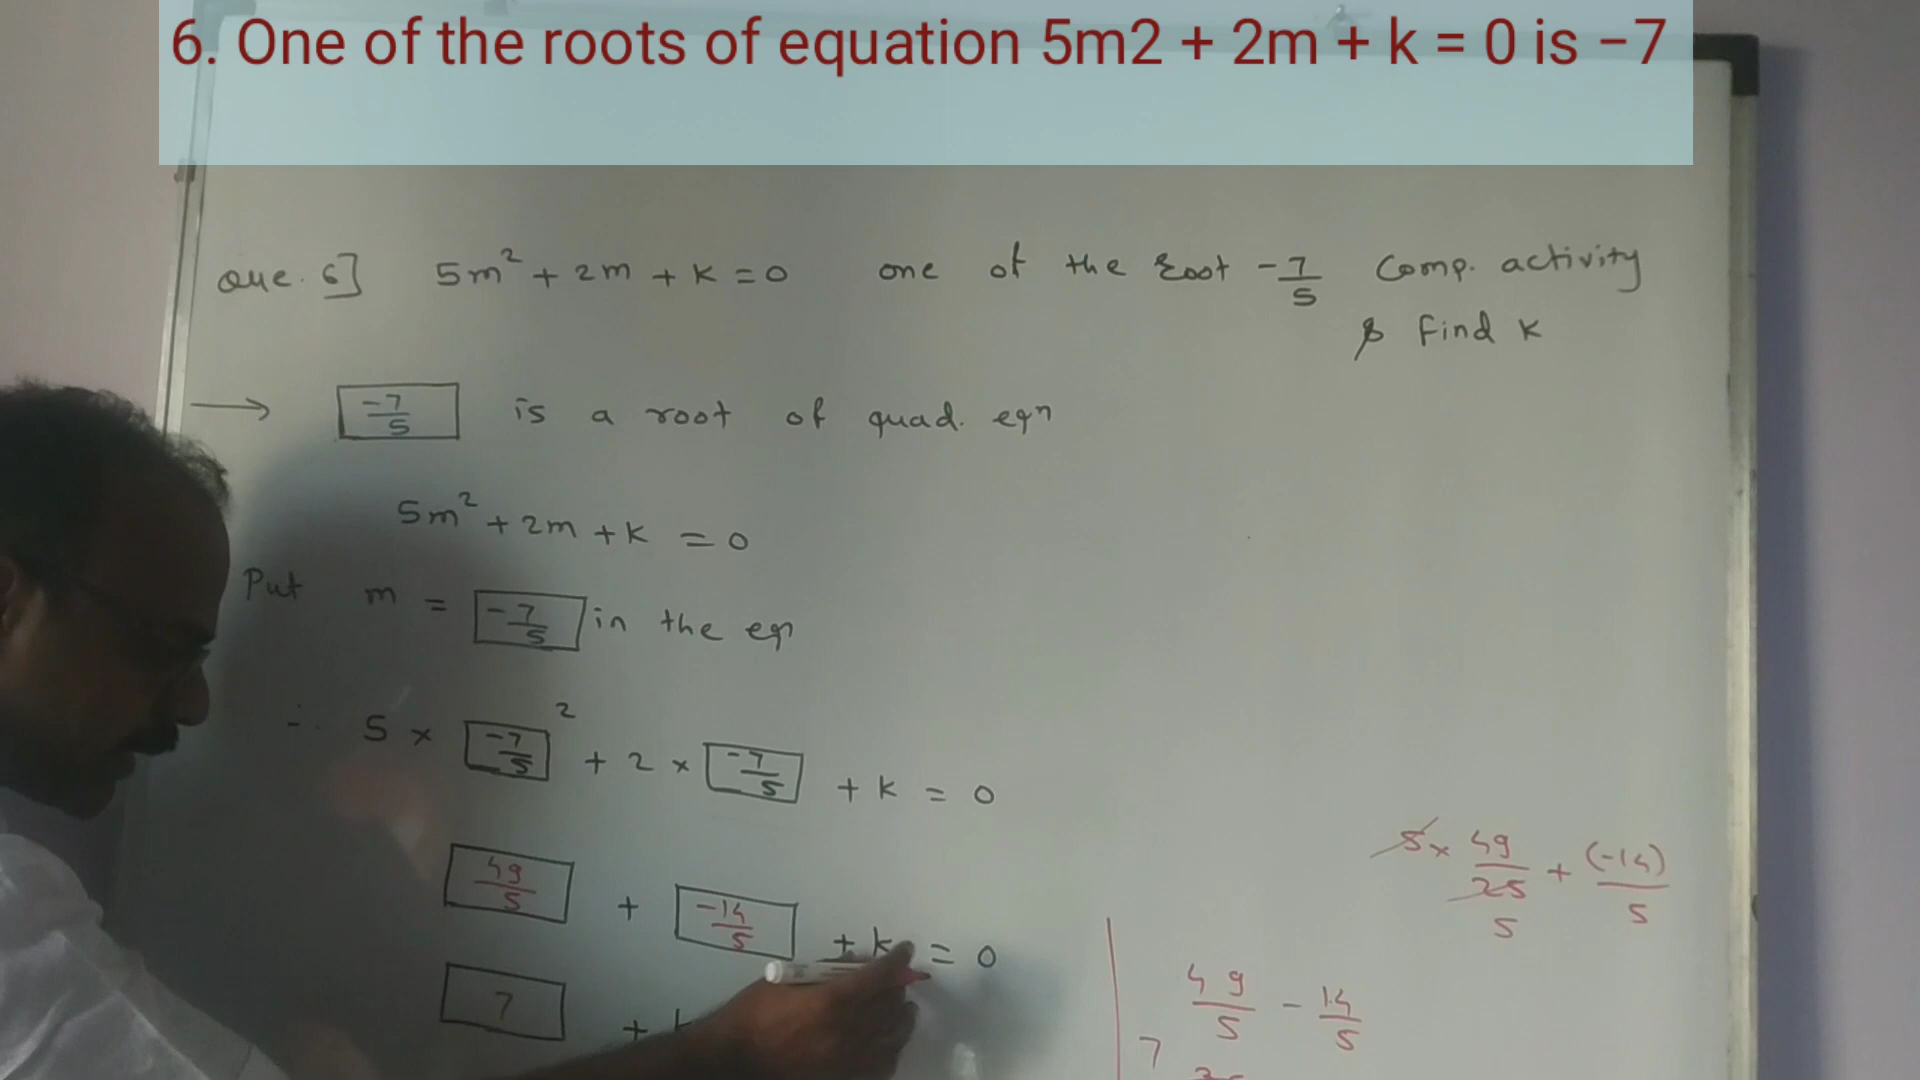 6. One of the roots of equation 5m2 + 2m + k = 0 is −7
Que. 6] 5m² + 2m + k = 0 one of the root -7/5 Comp. activity
& Find k
→ -7/5 is a root of quad. eqn
5m² + 2m + k = 0
Put m = -7/5 in the eqn
∴ 5 × -7/5 ² + 2 × -7/5 + k = 0
5 × 49/25 + (-14)/5
5
49/5 + -14/5 + k = 0
49/5 - 14/5
7 +
7